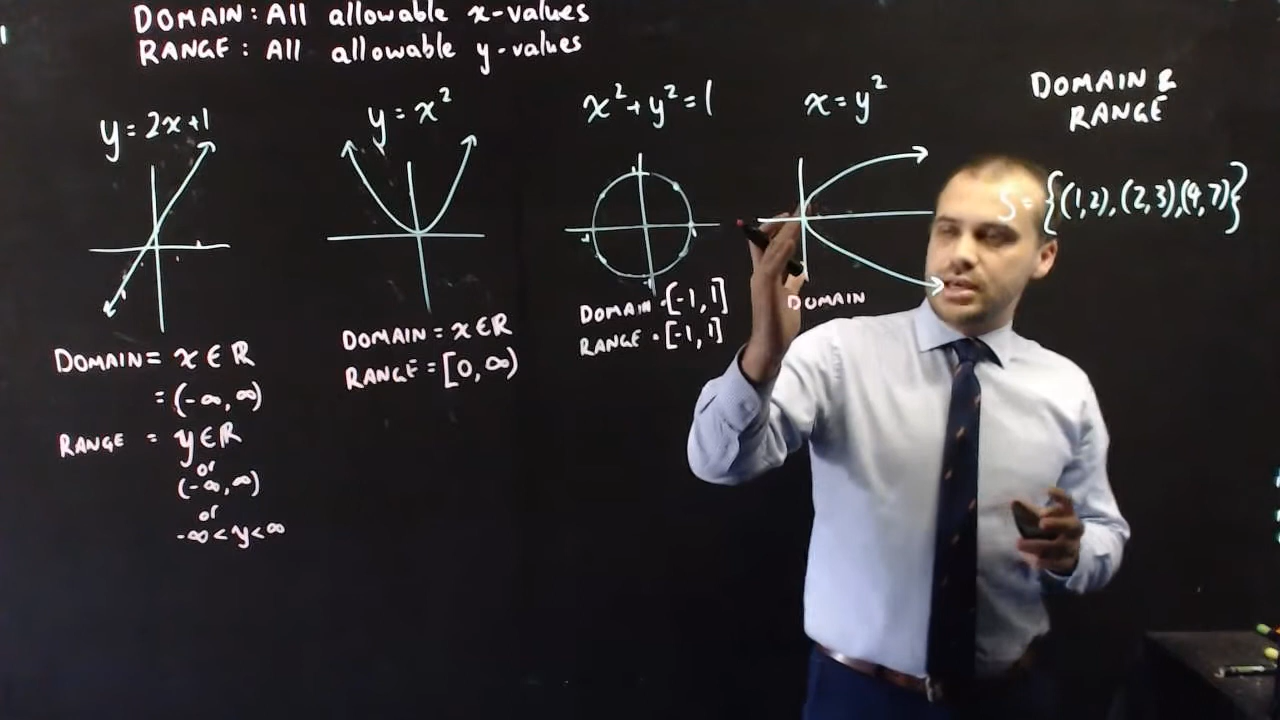 DOMAIN: All allowable x-values
RANGE: All allowable y-values
y = 2x+1
DOMAIN = x ∈ ℝ
= (-∞, ∞)
RANGE = y ∈ ℝ
or
(-∞, ∞)
or
-∞ < y < ∞
y = x²
DOMAIN = x ∈ ℝ
RANGE = [0, ∞)
x² + y² = 1
DOMAIN = [-1, 1]
RANGE = [-1, 1]
x = y²
DOMAIN
DOMAIN &
RANGE
S = {(1,2), (2,3), (4,7)}